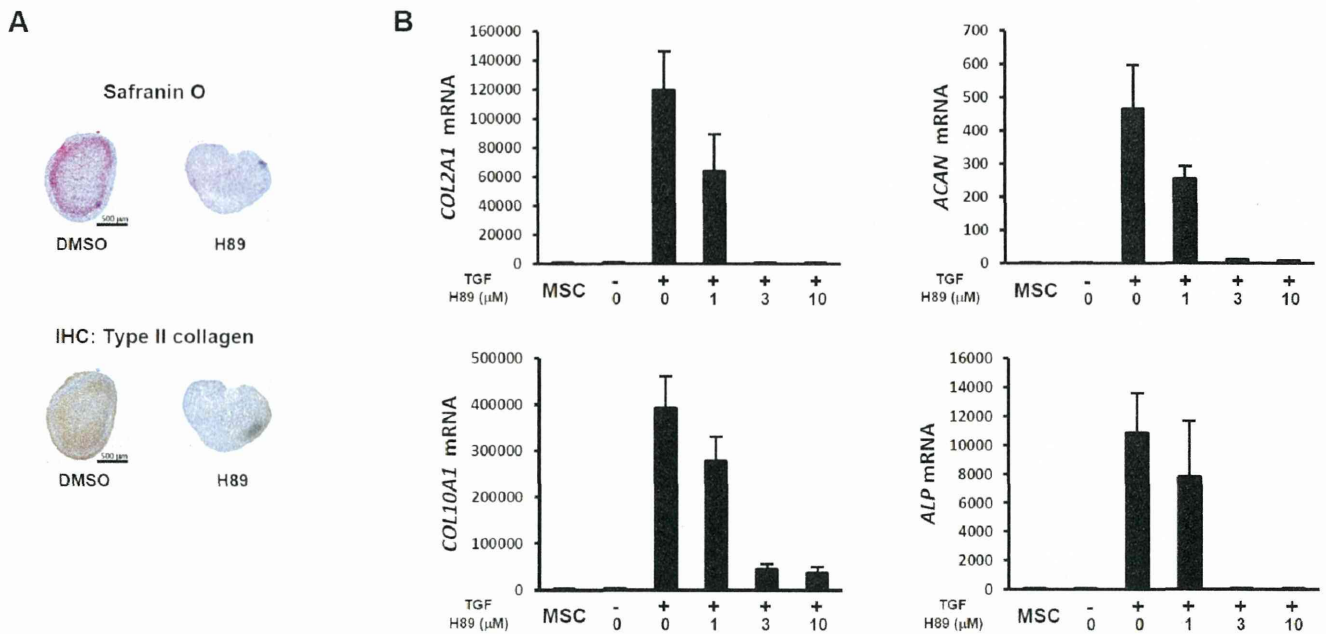 A
Safranin O
500 μm
DMSO H89
IHC: Type II collagen
500 μm
DMSO H89
B
COL2A1 mRNA
160000
140000
120000
100000
80000
60000
40000
20000
0
TGF MSC - + + + +
H89 (μM) 0 0 1 3 10
ACAN mRNA
700
600
500
400
300
200
100
0
TGF MSC - + + + +
H89 (μM) 0 0 1 3 10
COL10A1 mRNA
500000
400000
300000
200000
100000
0
TGF MSC - + + + +
H89 (μM) 0 0 1 3 10
ALP mRNA
16000
14000
12000
10000
8000
6000
4000
2000
0
TGF MSC - + + + +
H89 (μM) 0 0 1 3 10